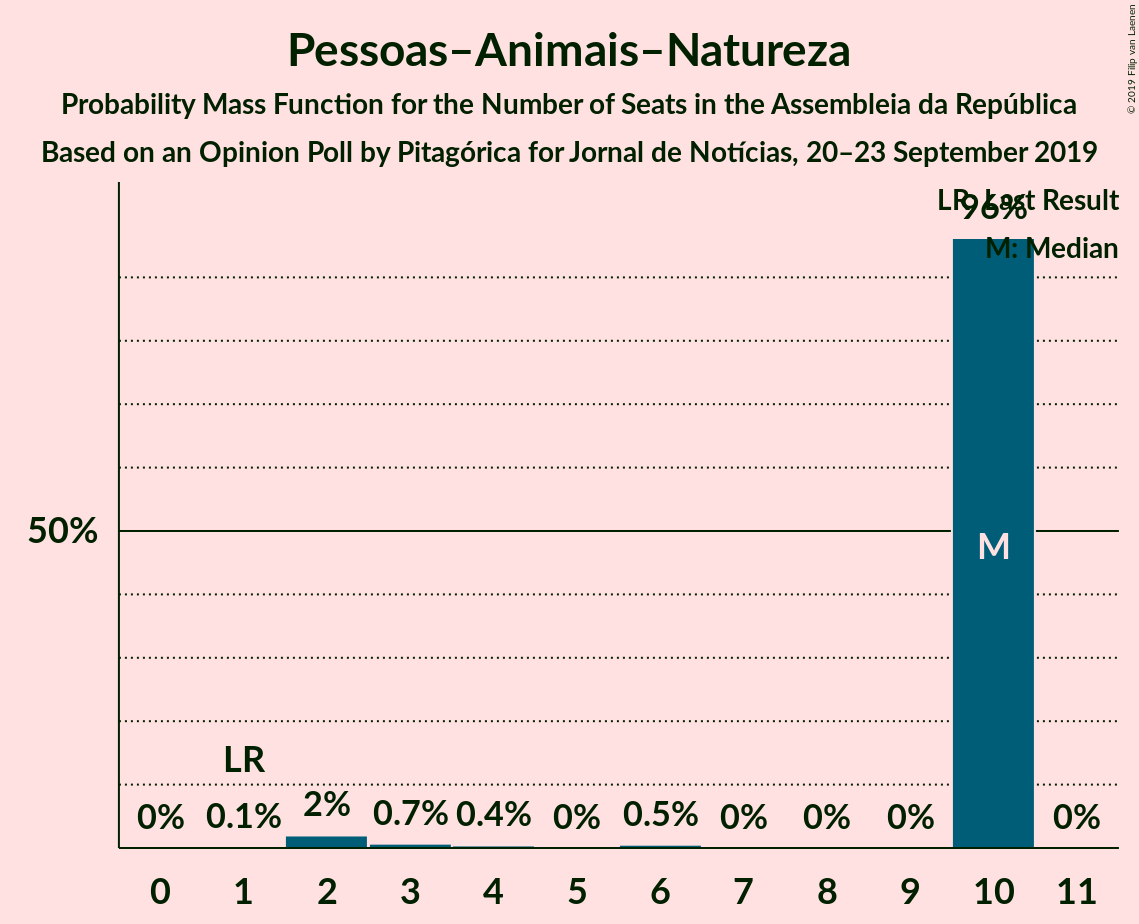 © 2019 Filip van Laenen
Pessoas–Animais–Natureza
Probability Mass Function for the Number of Seats in the Assembleia da República
Based on an Opinion Poll by Pitagórica for Jornal de Notícias, 20–23 September 2019
LR: Last Result
96%
M: Median
50%
M
LR
0% 0.1% 2% 0.7% 0.4% 0% 0.5% 0% 0% 0% 0%
0 1 2 3 4 5 6 7 8 9 10 11